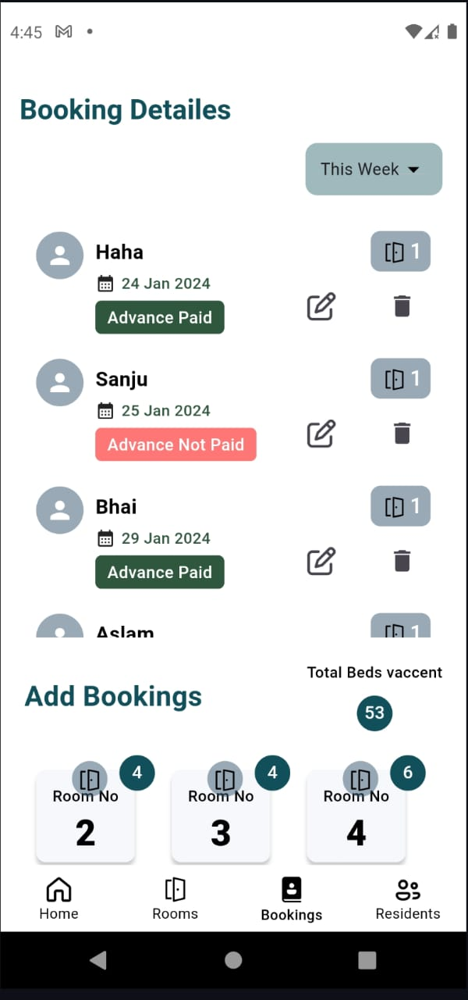 4:45
Booking Detailes
This Week
Haha
1
24 Jan 2024
Advance Paid
Sanju
1
25 Jan 2024
Advance Not Paid
Bhai
1
29 Jan 2024
Advance Paid
Aslam
1
Total Beds vaccent
Add Bookings
53
4
4
6
Room No
Room No
Room No
2
3
4
Home
Rooms
Bookings
Residents